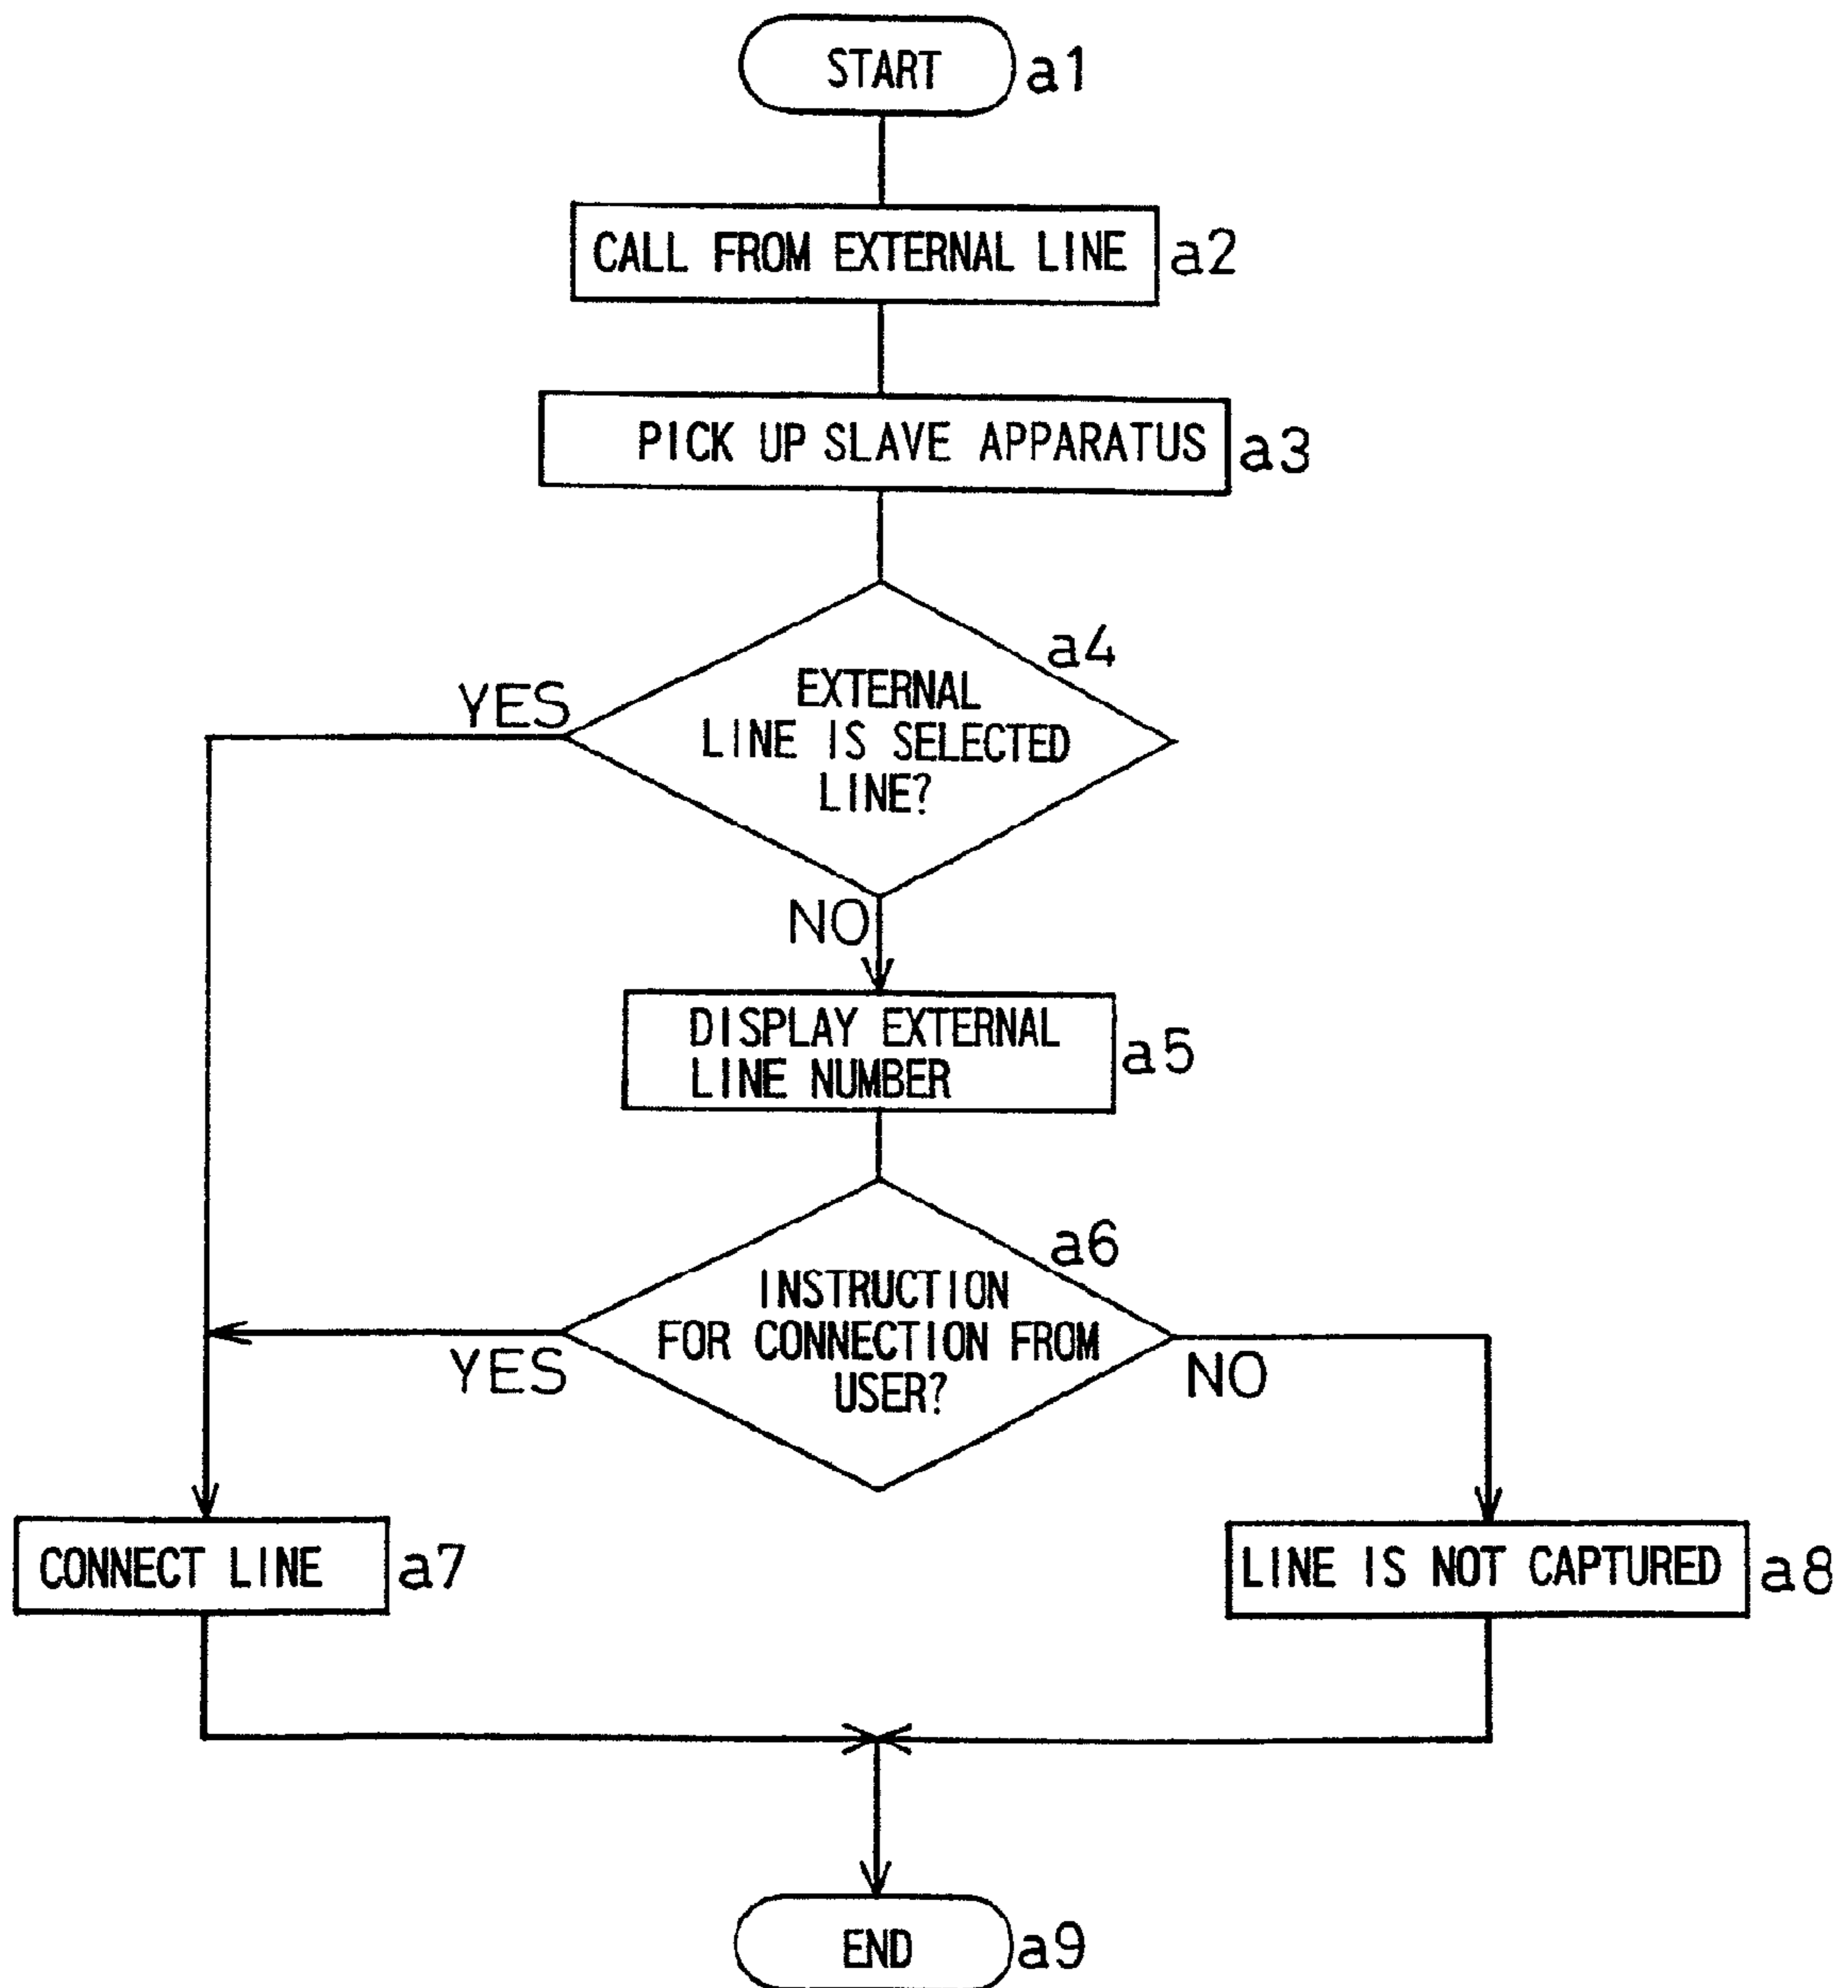 START a1
CALL FROM EXTERNAL LINE a2
PICK UP SLAVE APPARATUS a3
a4
EXTERNAL
LINE IS SELECTED
LINE?
YES
NO
DISPLAY EXTERNAL
LINE NUMBER
a5
a6
INSTRUCTION
FOR CONNECTION FROM
USER?
YES
NO
CONNECT LINE a7
LINE IS NOT CAPTURED a8
END a9